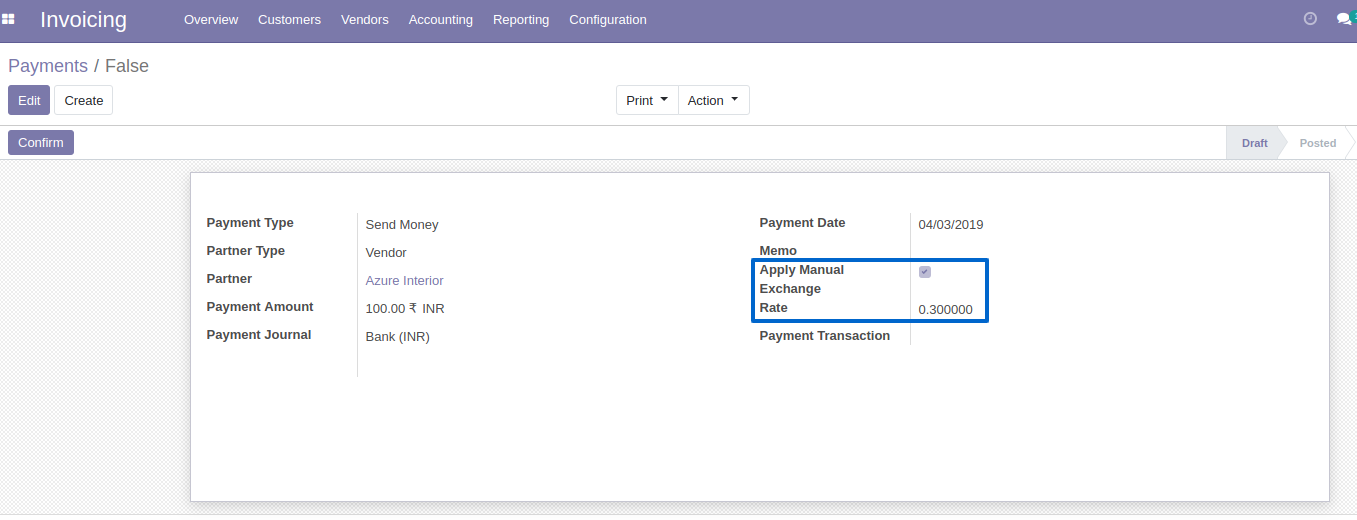 Invoicing
Overview Customers Vendors Accounting Reporting Configuration
Payments / False
Edit Create Print Action
Confirm Draft Posted
Payment Type Send Money
Partner Type Vendor
Partner Azure Interior
Payment Amount 100.00 ₹ INR
Payment Journal Bank (INR)
Payment Date 04/03/2019
Memo
Apply Manual
Exchange
Rate 0.300000
Payment Transaction